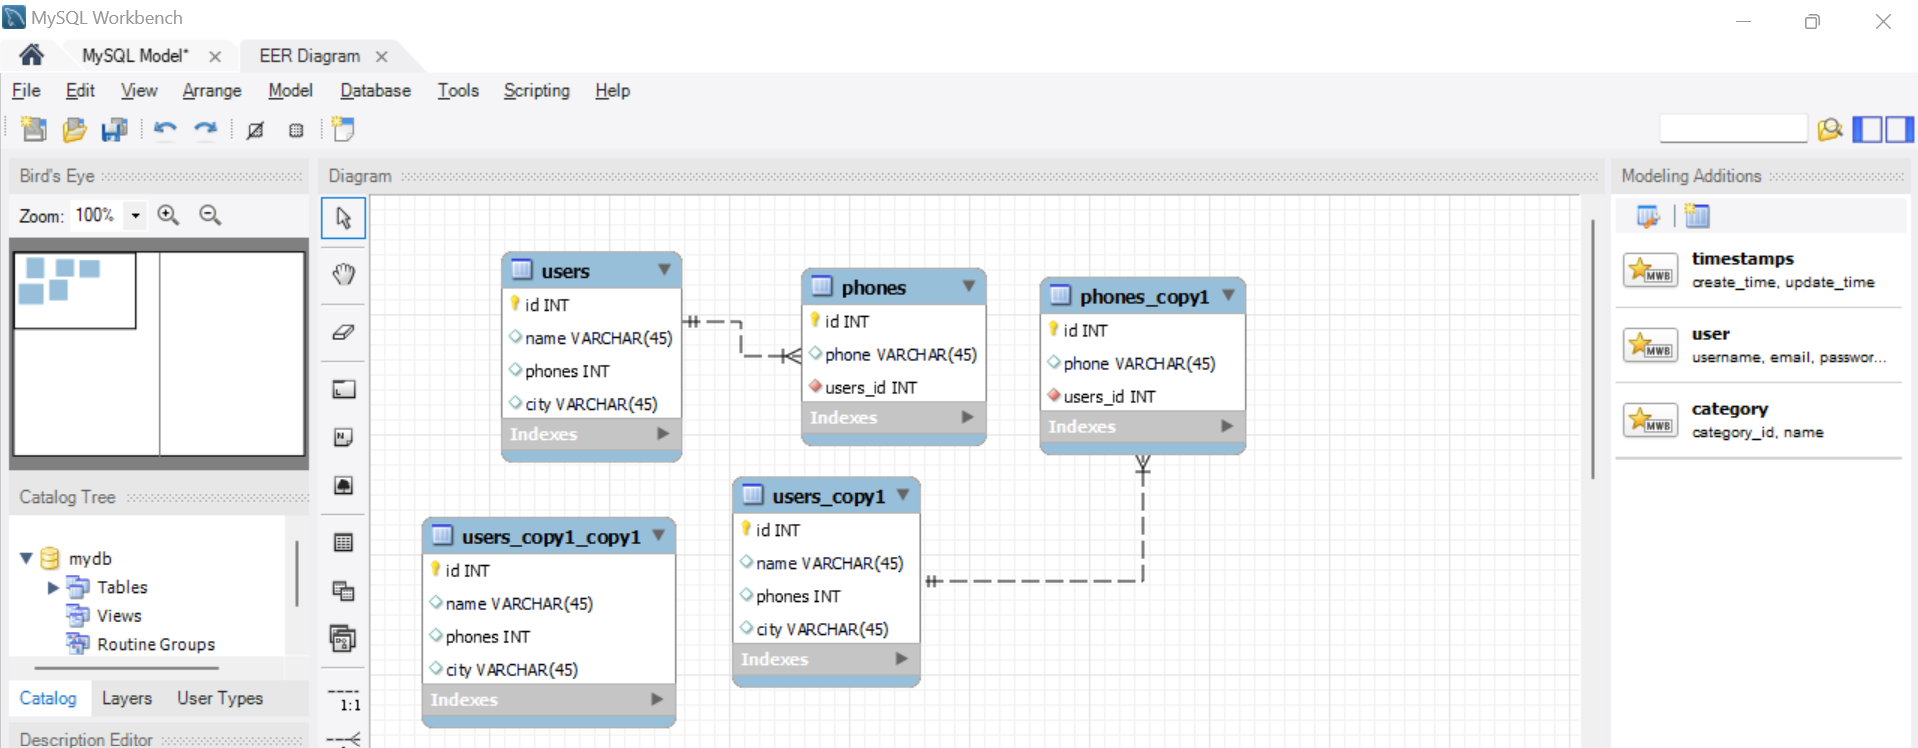 MySQL Workbench
MySQL Model* EER Diagram
File Edit View Arrange Model Database Tools Scripting Help
Bird's Eye
Zoom: 100%
Catalog Tree
mydb
Tables
Views
Routine Groups
Catalog Layers User Types
Description Editor
Diagram
1:1
users
id INT
name VARCHAR(45)
phones INT
city VARCHAR(45)
Indexes
phones
id INT
phone VARCHAR(45)
users_id INT
Indexes
phones_copy1
id INT
phone VARCHAR(45)
users_id INT
Indexes
users_copy1_copy1
id INT
name VARCHAR(45)
phones INT
city VARCHAR(45)
Indexes
users_copy1
id INT
name VARCHAR(45)
phones INT
city VARCHAR(45)
Indexes
Modeling Additions
MWB
timestamps
create_time, update_time
MWB
user
username, email, passwor...
MWB
category
category_id, name